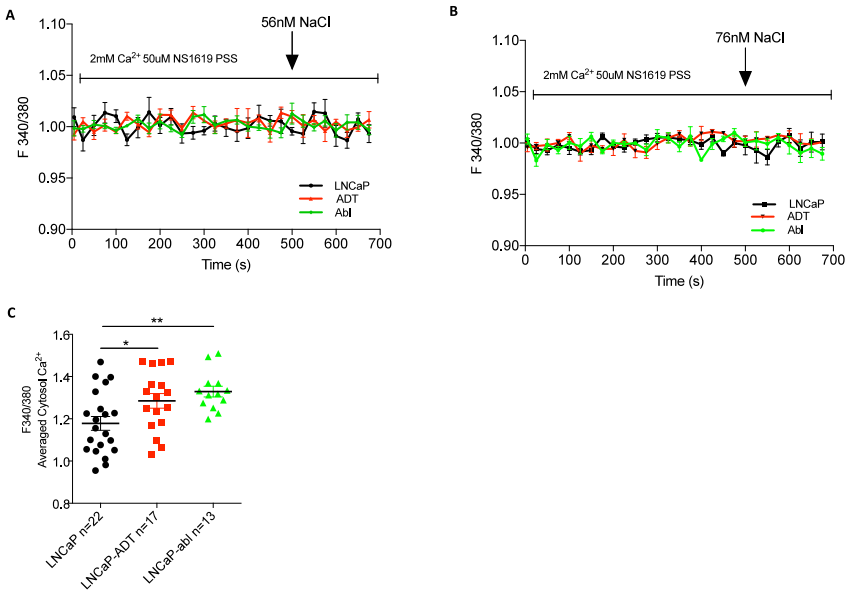 A
56nM NaCl
2mM Ca²⁺ 50uM NS1619 PSS
1.10
1.05
1.00
0.95
0.90
F 340/380
LNCaP
ADT
Abl
0 100 200 300 400 500 600 700
Time (s)
B
76nM NaCl
2mM Ca²⁺ 50uM NS1619 PSS
1.10
1.05
1.00
0.95
0.90
F 340/380
LNCaP
ADT
Abl
0 100 200 300 400 500 600 700
Time (s)
C
**
*
1.6
1.4
1.2
1.0
0.8
F340/380
Averaged Cytosol Ca²⁺
LNCaP n=22
LNCaP-ADT n=17
LNCaP-abl n=13